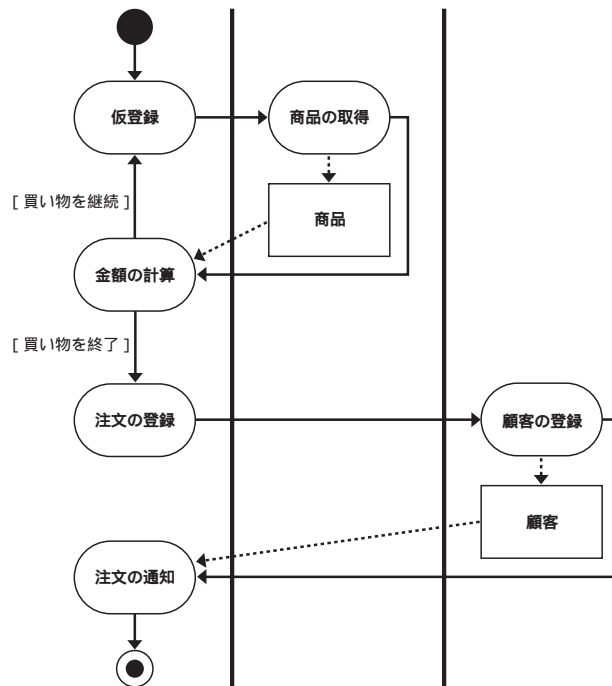 仮登録
商品の取得
[ 買い物を継続 ]
商品
金額の計算
[ 買い物を終了 ]
注文の登録
顧客の登録
顧客
注文の通知